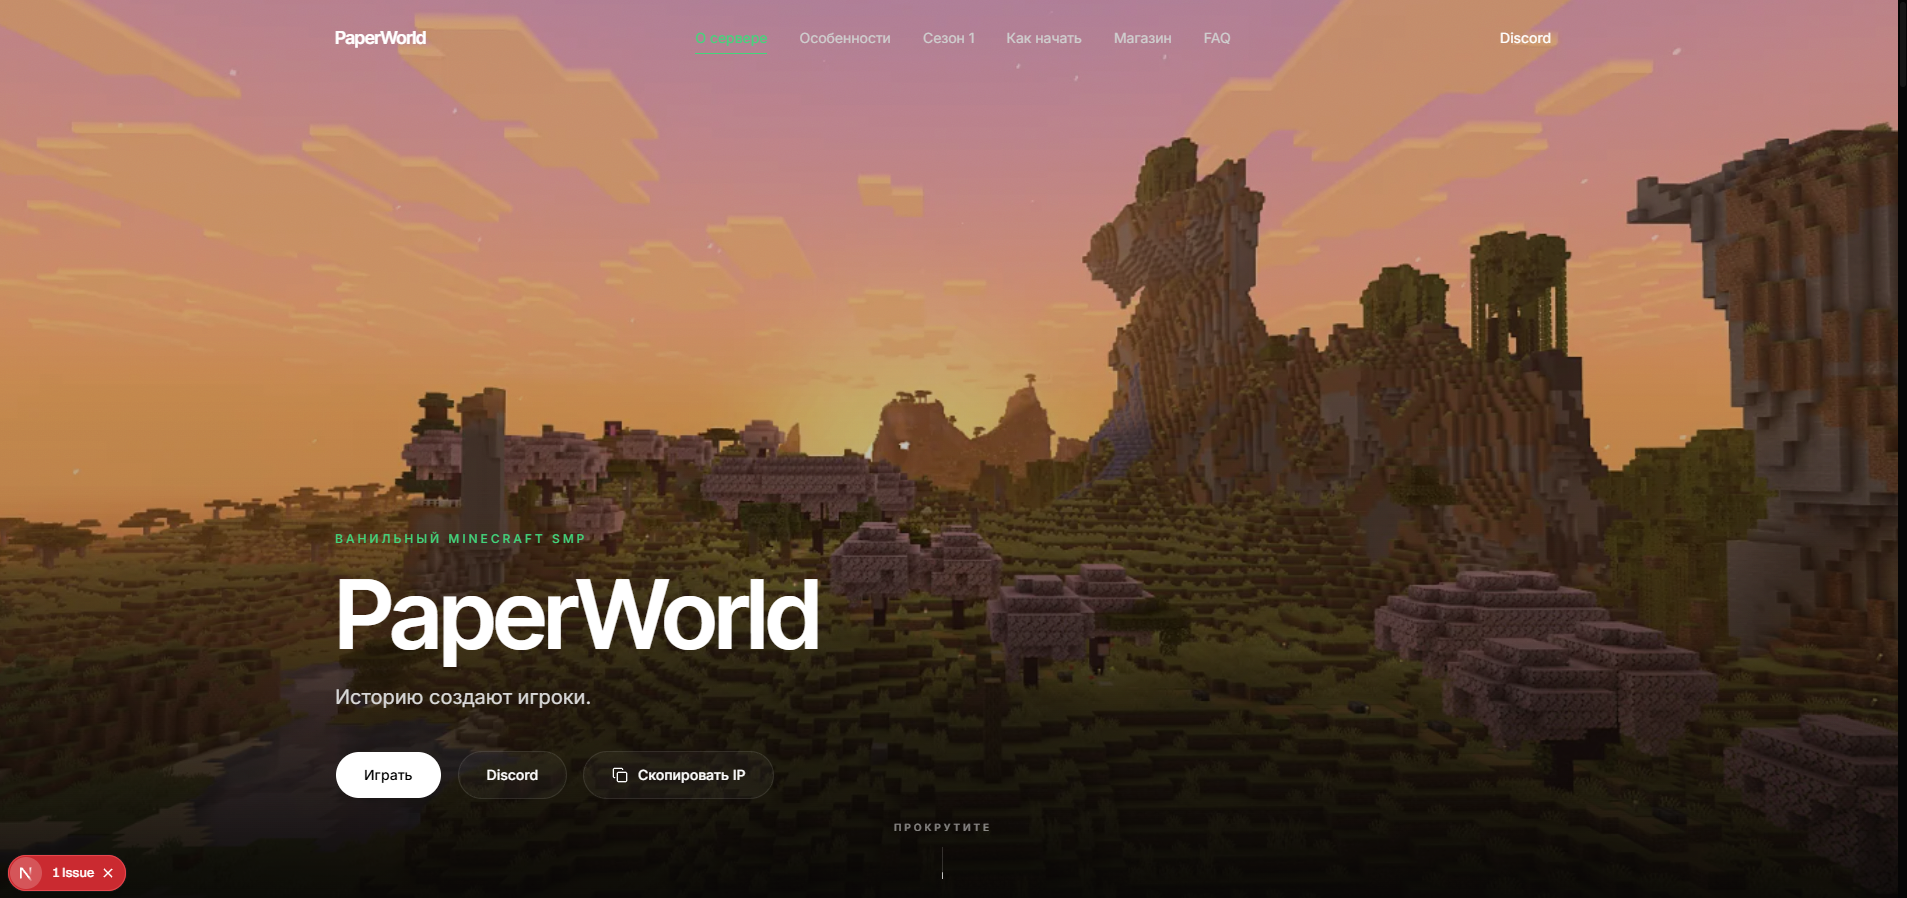 PaperWorld
О сервере
Особенности
Сезон 1
Как начать
Магазин
FAQ
Discord
ВАНИЛЬНЫЙ MINECRAFT SMP
PaperWorld
Историю создают игроки.
Играть
Discord
Скопировать IP
ПРОКРУТИТЕ
N
1 Issue